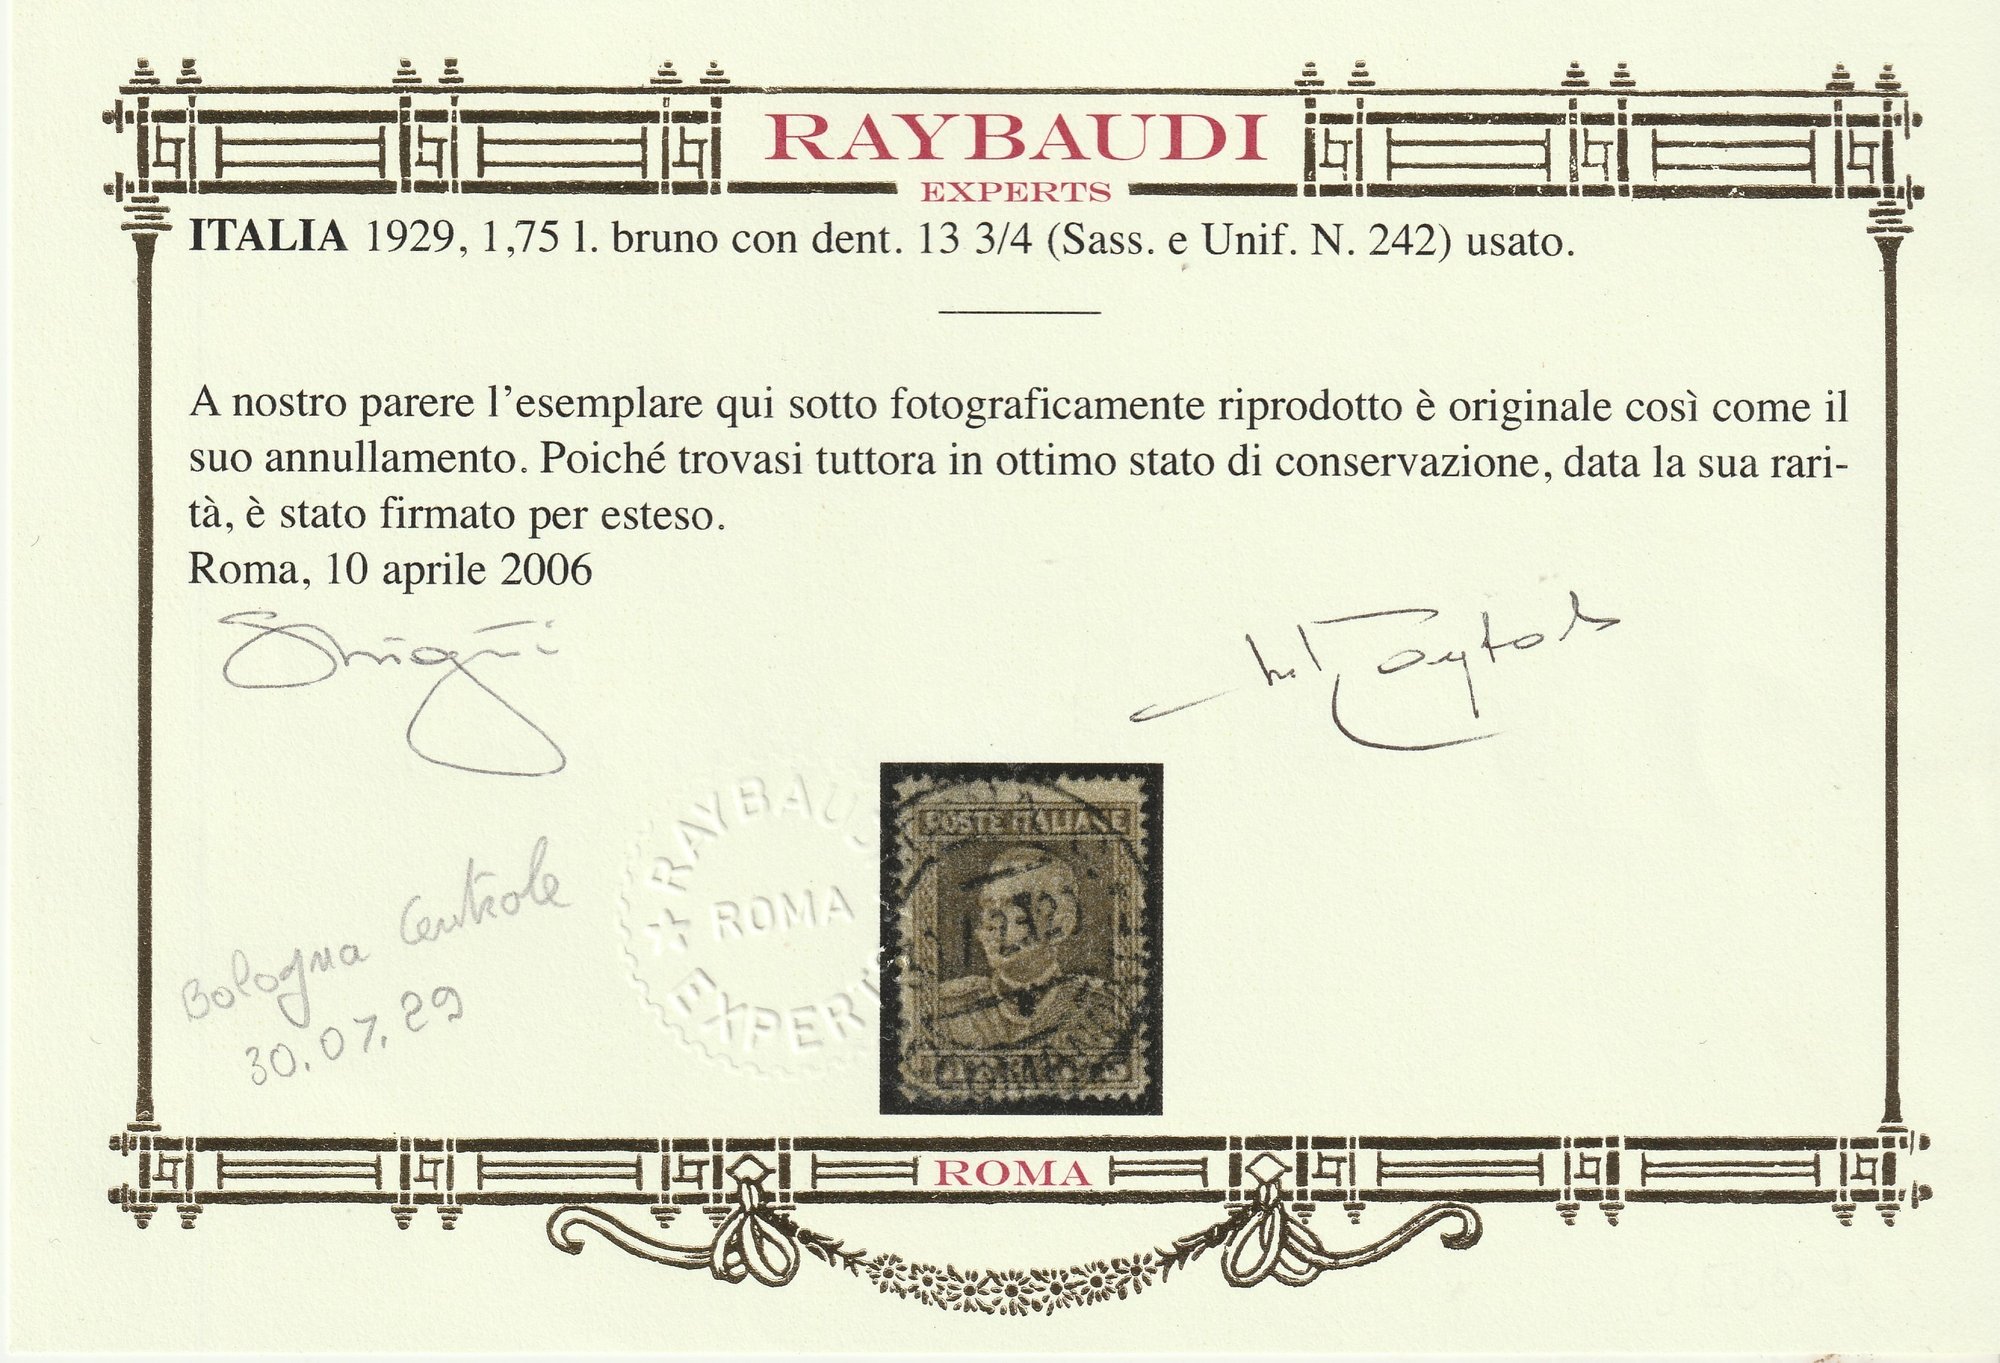 RAYBAUDI
EXPERTS
ITALIA 1929, 1,75 l. bruno con dent. 13 3/4 (Sass. e Unif. N. 242) usato.
A nostro parere l'esemplare qui sotto fotograficamente riprodotto è originale così come il
suo annullamento. Poiché trovasi tuttora in ottimo stato di conservazione, data la sua rari-
tà, è stato firmato per esteso.
Roma, 10 aprile 2006
RAYBAUDI
ROMA
EXPERTS
POSTE ITALIANE
Bologna Centrale
30.07.29
ROMA